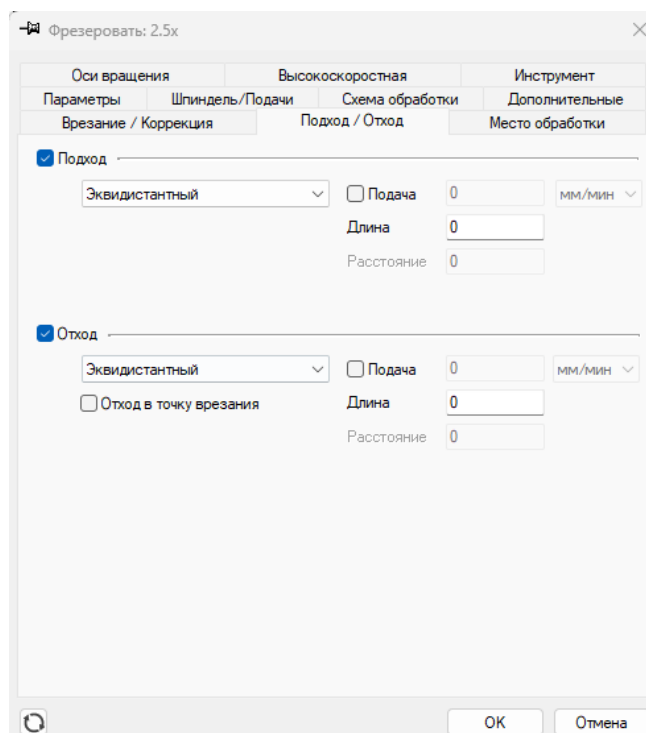 Фрезеровать: 2.5x
Оси вращения Высокоскоростная Инструмент
Параметры Шпиндель/Подачи Схема обработки Дополнительные
Врезание / Коррекция Подход / Отход Место обработки
Подход
Эквидистантный Подача 0 мм/мин
Длина 0
Расстояние 0
Отход
Эквидистантный Подача 0 мм/мин
Отход в точку врезания Длина 0
Расстояние 0
OK Отмена